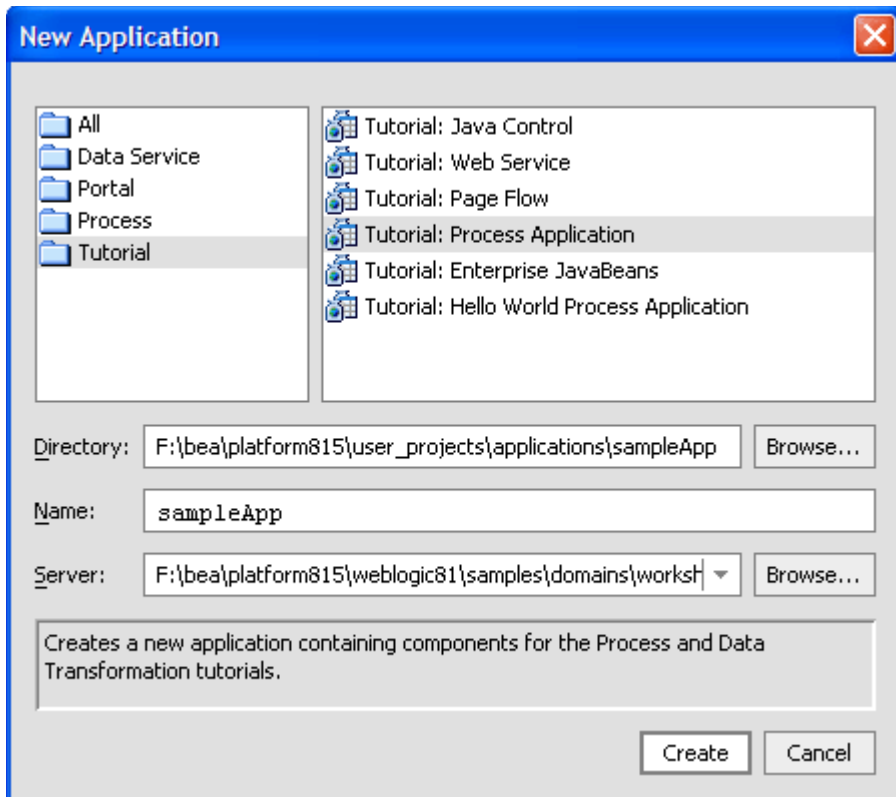 New Application
All
Data Service
Portal
Process
Tutorial
Tutorial: Java Control
Tutorial: Web Service
Tutorial: Page Flow
Tutorial: Process Application
Tutorial: Enterprise JavaBeans
Tutorial: Hello World Process Application
Directory: F:\bea\platform815\user_projects\applications\sampleApp Browse...
Name: sampleApp
Server: F:\bea\platform815\weblogic81\samples\domains\worksh Browse...
Creates a new application containing components for the Process and Data
Transformation tutorials.
Create Cancel